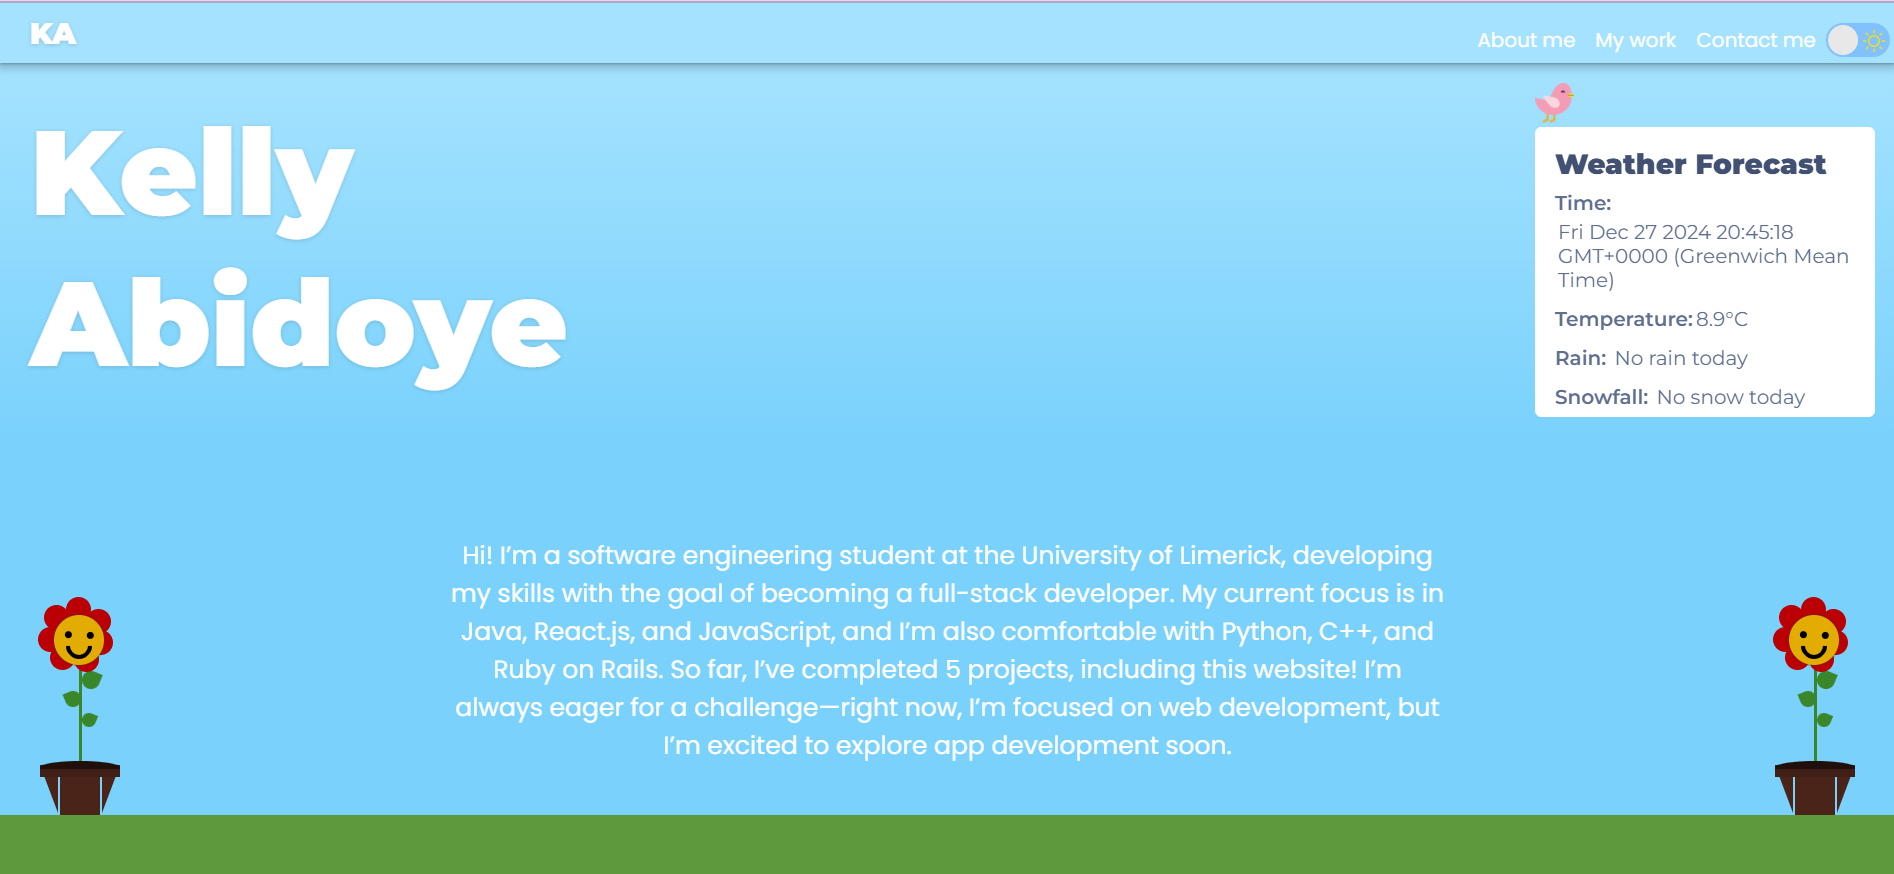 KA
About me My work Contact me
Kelly
Abidoye
Weather Forecast
Time:
Fri Dec 27 2024 20:45:18
GMT+0000 (Greenwich Mean
Time)
Temperature: 8.9°C
Rain: No rain today
Snowfall: No snow today
Hi! I’m a software engineering student at the University of Limerick, developing
my skills with the goal of becoming a full-stack developer. My current focus is in
Java, React.js, and JavaScript, and I’m also comfortable with Python, C++, and
Ruby on Rails. So far, I’ve completed 5 projects, including this website! I’m
always eager for a challenge—right now, I’m focused on web development, but
I’m excited to explore app development soon.